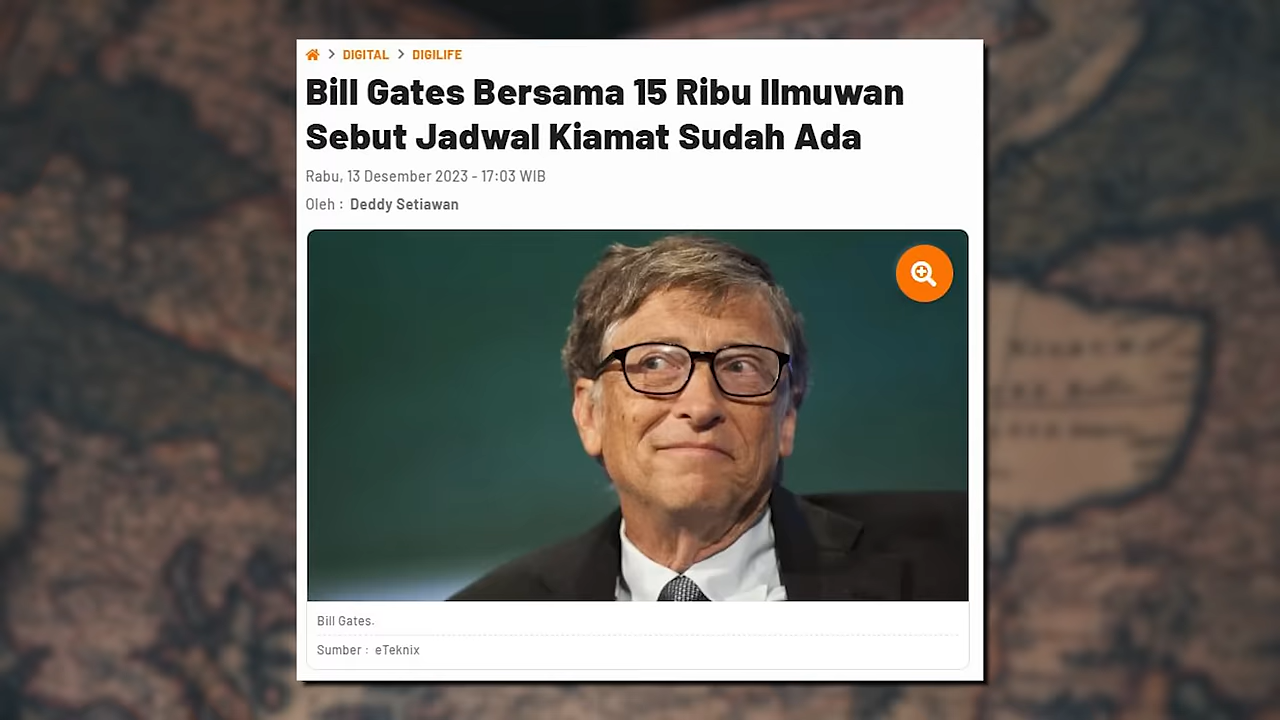 DIGITAL > DIGILIFE
Bill Gates Bersama 15 Ribu Ilmuwan
Sebut Jadwal Kiamat Sudah Ada
Rabu, 13 Desember 2023 - 17:03 WIB
Oleh : Deddy Setiawan
Bill Gates.
Sumber : eTeknix